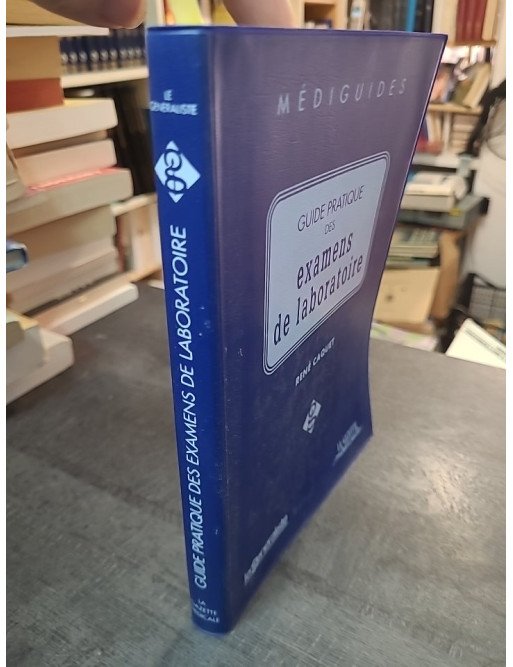 LE
GÉNÉRALISTE
GUIDE PRATIQUE DES EXAMENS DE LABORATOIRE
LA
GAZETTE
MÉDICALE
MÉDIGUIDES
GUIDE PRATIQUE
DES
examens
de laboratoire
RENÉ CAQUET